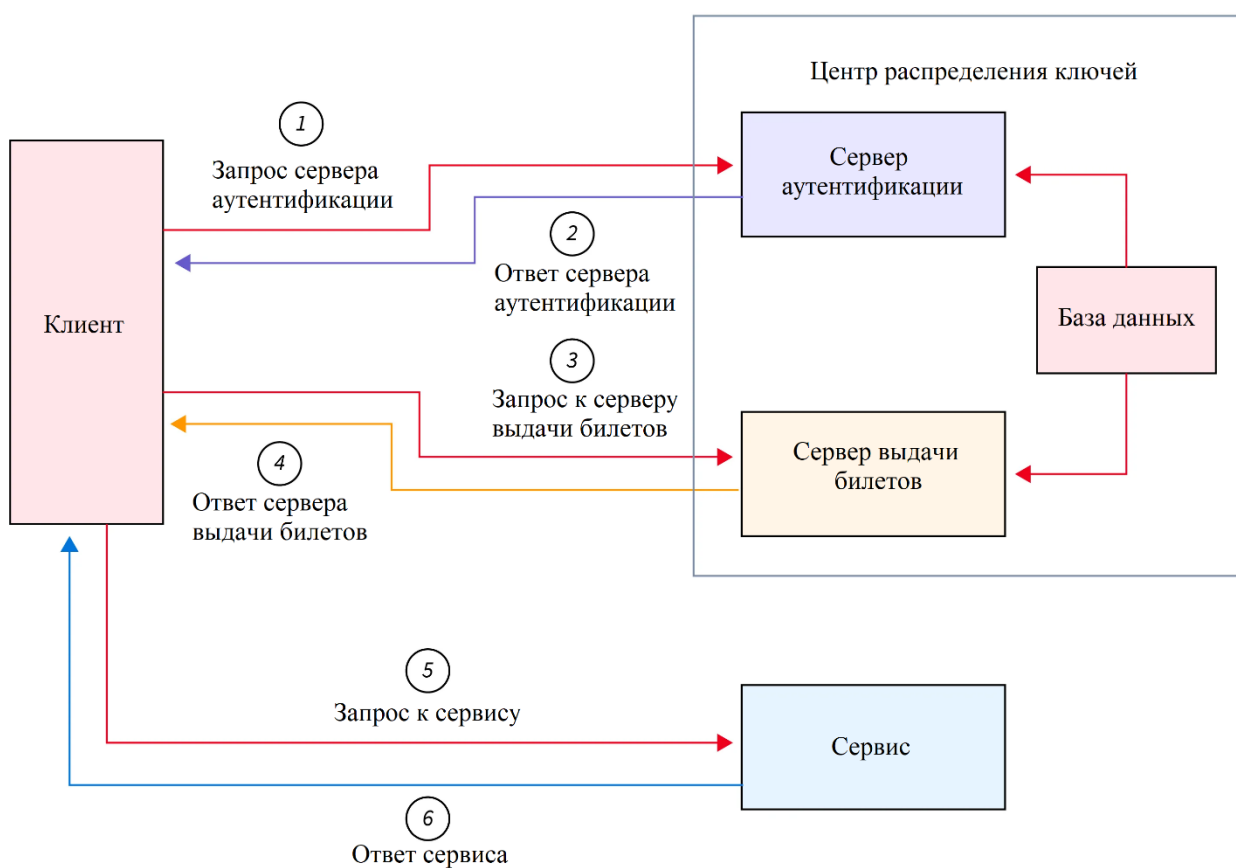 Центр распределения ключей
1
Запрос сервера
аутентификации
Сервер
аутентификации
2
Ответ сервера
аутентификации
Клиент
База данных
3
Запрос к серверу
выдачи билетов
Сервер выдачи
билетов
4
Ответ сервера
выдачи билетов
5
Запрос к сервису
Сервис
6
Ответ сервиса